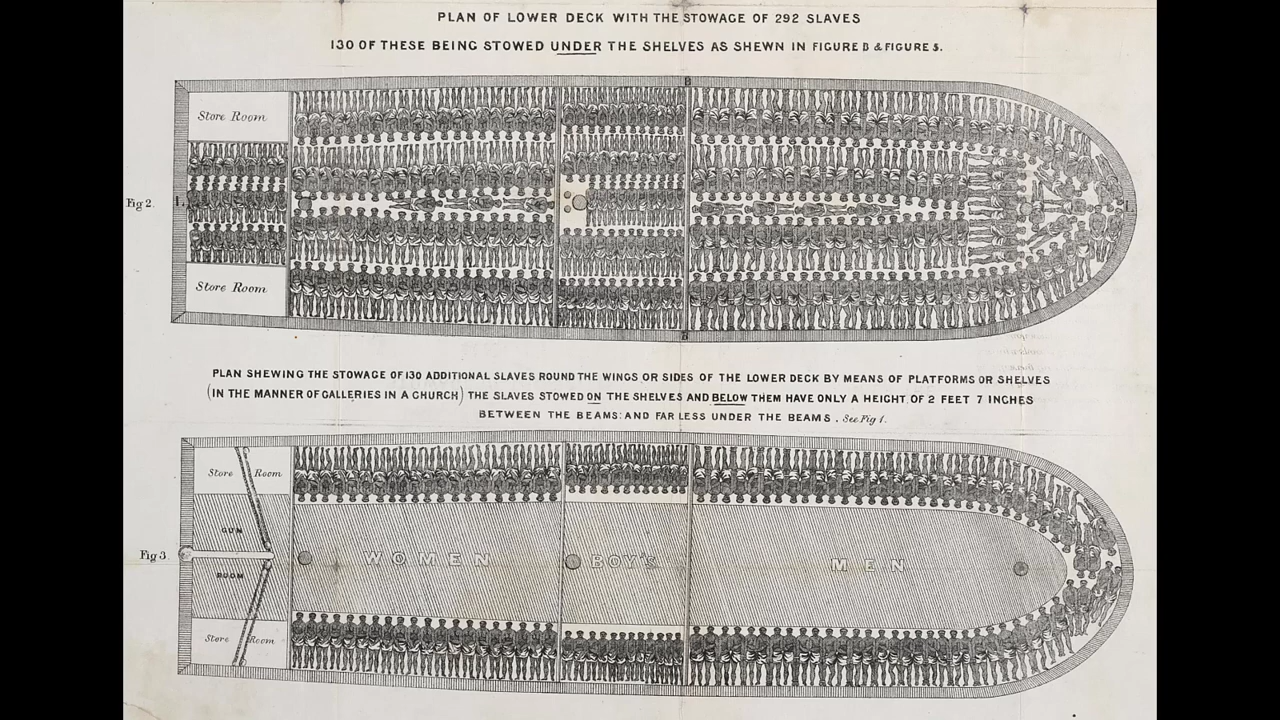 PLAN OF LOWER DECK WITH THE STOWAGE OF 292 SLAVES
130 OF THESE BEING STOWED UNDER THE SHELVES AS SHEWN IN FIGURE D & FIGURE 5.
B
Store Room
Fig 2.
Store Room
PLAN SHEWING THE STOWAGE OF 130 ADDITIONAL SLAVES ROUND THE WINGS OR SIDES OF THE LOWER DECK BY MEANS OF PLATFORMS OR SHELVES
(IN THE MANNER OF GALLERIES IN A CHURCH) THE SLAVES STOWED ON THE SHELVES AND BELOW THEM HAVE ONLY A HEIGHT OF 2 FEET 7 INCHES
BETWEEN THE BEAMS: AND FAR LESS UNDER THE BEAMS . See Fig 1.
Store Room
GUN
Fig 3.
WOMEN
BOYS
MEN
ROOM
Store Room